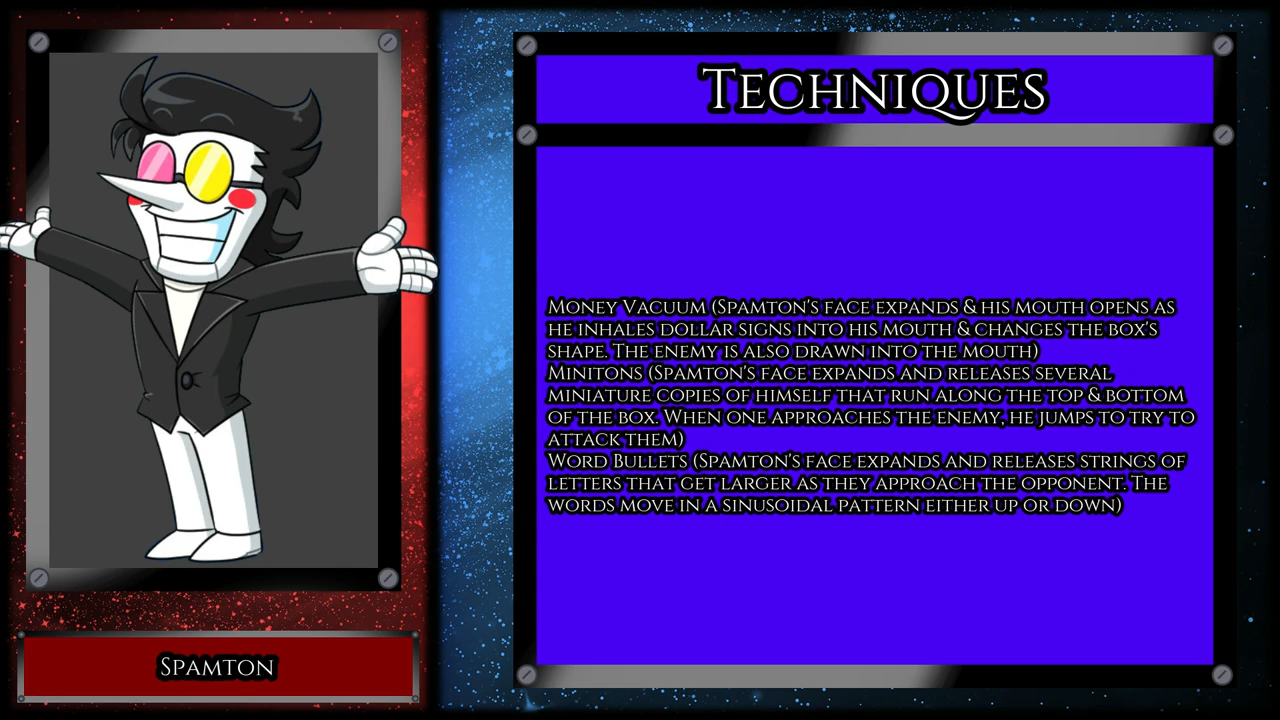 Techniques
Money Vacuum (Spamton's face expands & his mouth opens as
he inhales dollar signs into his mouth & changes the box's
shape. The enemy is also drawn into the mouth)
Minitons (Spamton's face expands and releases several
miniature copies of himself that run along the top & bottom
of the box. When one approaches the enemy, he jumps to try to
attack them)
Word Bullets (Spamton's face expands and releases strings of
letters that get larger as they approach the opponent. The
words move in a sinusoidal pattern either up or down)
Spamton